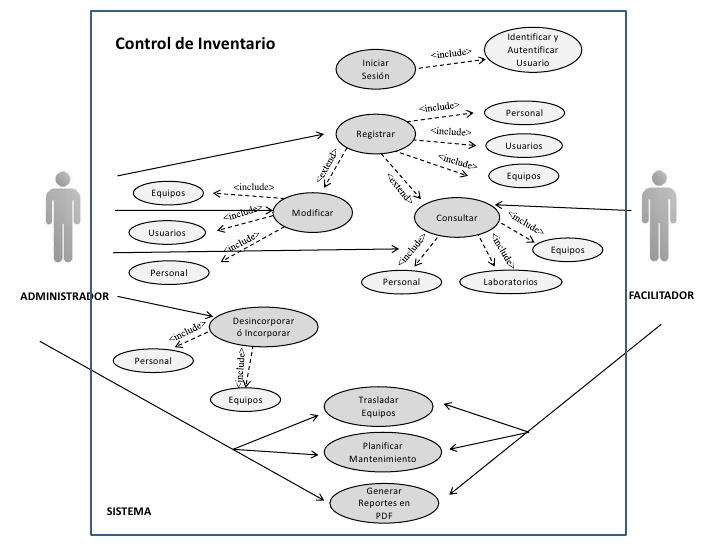 Control de Inventario
Iniciar
Sesión
<include>
Identificar y
Autentificar
Usuario
Registrar
<include>
Personal
<include>
Usuarios
<include>
Equipos
<extend>
<extend>
Equipos
<include>
Modificar
<include>
Usuarios
<include>
Personal
Consultar
<include>
Equipos
<include>
Personal
<include>
Laboratorios
ADMINISTRADOR
FACILITADOR
Desincorporar
ó Incorporar
<include>
Personal
<include>
Equipos
Trasladar
Equipos
Planificar
Mantenimiento
Generar
Reportes en
PDF
SISTEMA